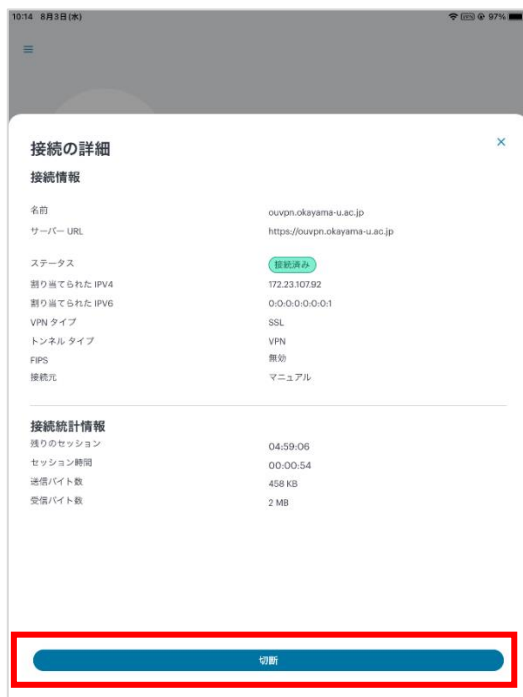 10:14 8月3日(水)
97%
接続の詳細
接続情報
名前 ouvpn.okayama-u.ac.jp
サーバー URL https://ouvpn.okayama-u.ac.jp
ステータス 接続済み
割り当てられた IPV4 172.23.107.92
割り当てられた IPV6 0:0:0:0:0:0:0:1
VPN タイプ SSL
トンネル タイプ VPN
FIPS 無効
接続元 マニュアル
接続統計情報
残りのセッション 04:59:06
セッション時間 00:00:54
送信バイト数 458 KB
受信バイト数 2 MB
切断